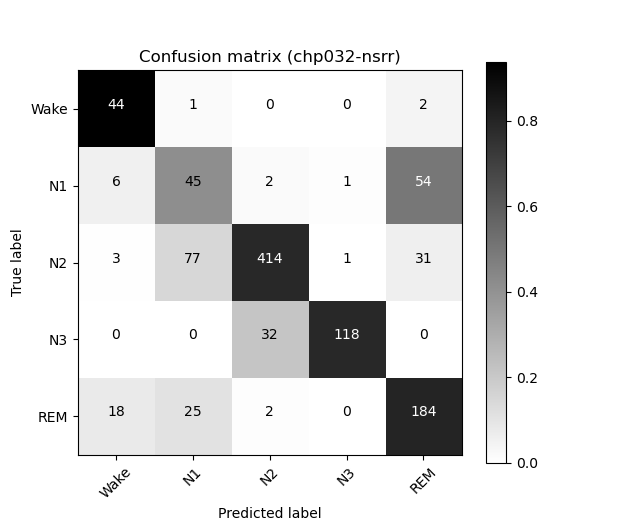 Confusion matrix (chp032-nsrr)
True label
Wake 44 1 0 0 2
N1 6 45 2 1 54
N2 3 77 414 1 31
N3 0 0 32 118 0
REM 18 25 2 0 184
Wake N1 N2 N3 REM
Predicted label
0.8
0.6
0.4
0.2
0.0